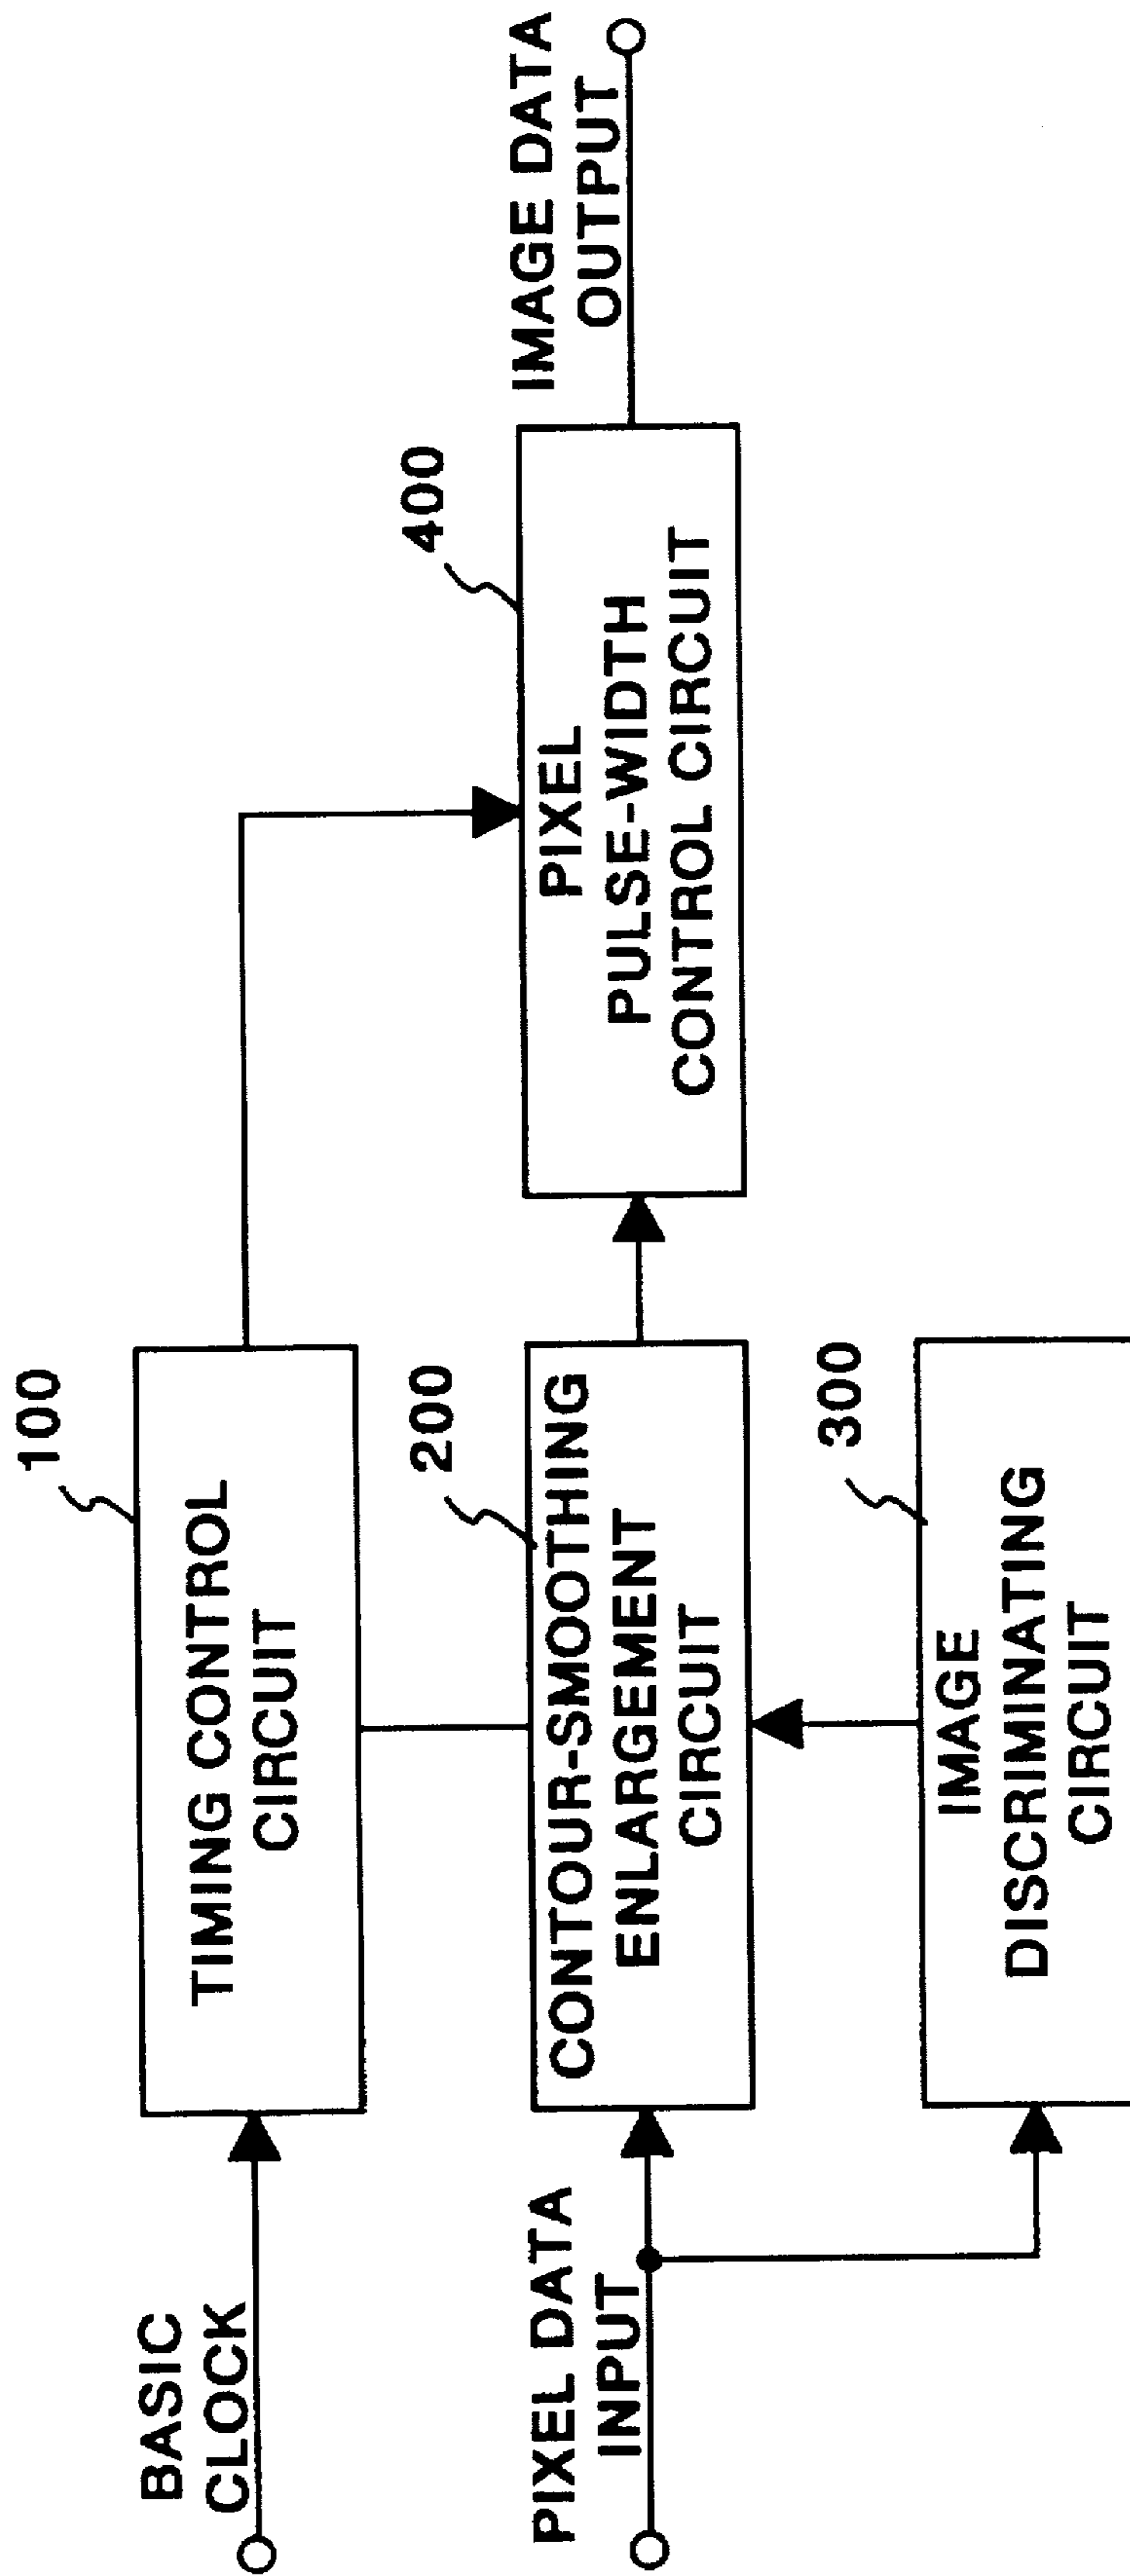 BASIC
CLOCK
100
TIMING CONTROL
CIRCUIT
PIXEL DATA
INPUT
200
CONTOUR-SMOOTHING
ENLARGEMENT
CIRCUIT
300
IMAGE
DISCRIMINATING
CIRCUIT
400
PIXEL
PULSE-WIDTH
CONTROL CIRCUIT
IMAGE DATA
OUTPUT